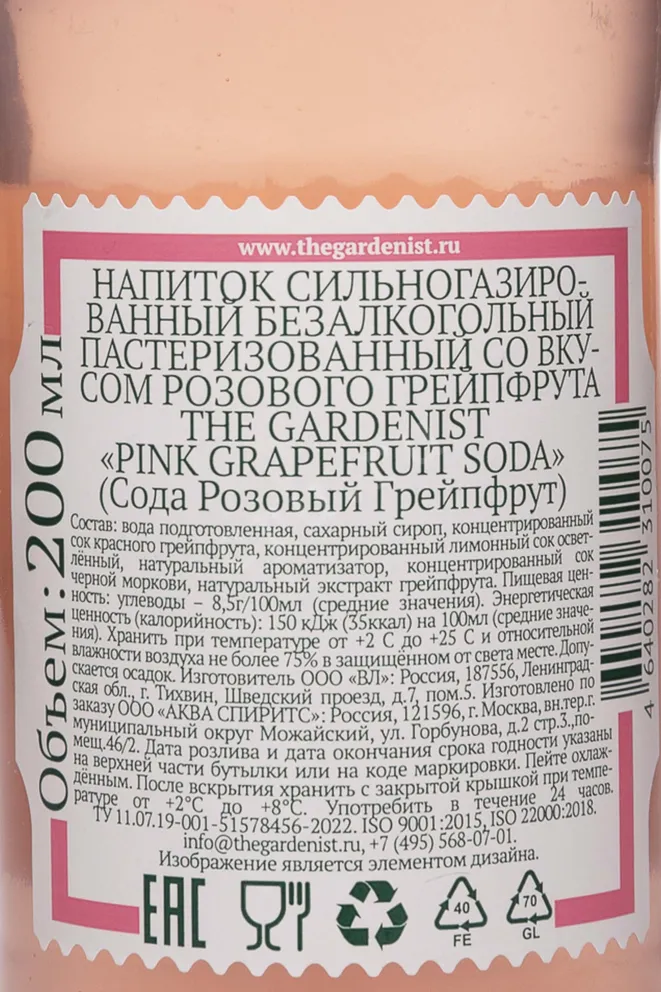 www.thegardenist.ru
НАПИТОК СИЛЬНОГАЗИРО-
ВАННЫЙ БЕЗАЛКОГОЛЬНЫЙ
ПАСТЕРИЗОВАННЫЙ СО ВКУ-
СОМ РОЗОВОГО ГРЕЙПФРУТА
THE GARDENIST
«PINK GRAPEFRUIT SODA»
(Сода Розовый Грейпфрут)
Состав: вода подготовленная, сахарный сироп, концентрированный
сок красного грейпфрута, концентрированный лимонный сок освет-
лённый, натуральный ароматизатор, концентрированный сок
черной моркови, натуральный экстракт грейпфрута. Пищевая цен-
ность: углеводы – 8,5г/100мл (средние значения). Энергетическая
ценность (калорийность): 150 кДж (35ккал) на 100мл (средние значе-
ния). Хранить при температуре от +2 С до +25 С и относительной
влажности воздуха не более 75% в защищённом от света месте. Допу-
скается осадок. Изготовитель ООО «ВЛ»: Россия, 187556, Ленинград-
ская обл., г. Тихвин, Шведский проезд, д.7, пом.5. Изготовлено по
заказу ООО «АКВА СПИРИТС»: Россия, 121596, г. Москва, вн.тер.г.
муниципальный округ Можайский, ул. Горбунова, д.2 стр.3,,по-
мещ.46/2. Дата розлива и дата окончания срока годности указаны
на верхней части бутылки или на коде маркировки. Пейте охлаж-
дённым. После вскрытия хранить с закрытой крышкой при темпе-
ратуре от +2°С до +8°С. Употребить в течение 24 часов.
ТУ 11.07.19-001-51578456-2022. ISO 9001:2015, ISO 22000:2018.
info@thegardenist.ru, +7 (495) 568-07-01.
Изображение является элементом дизайна.
Объем: 200 мл
4 640282 310075
EAC
40
FE
70
GL